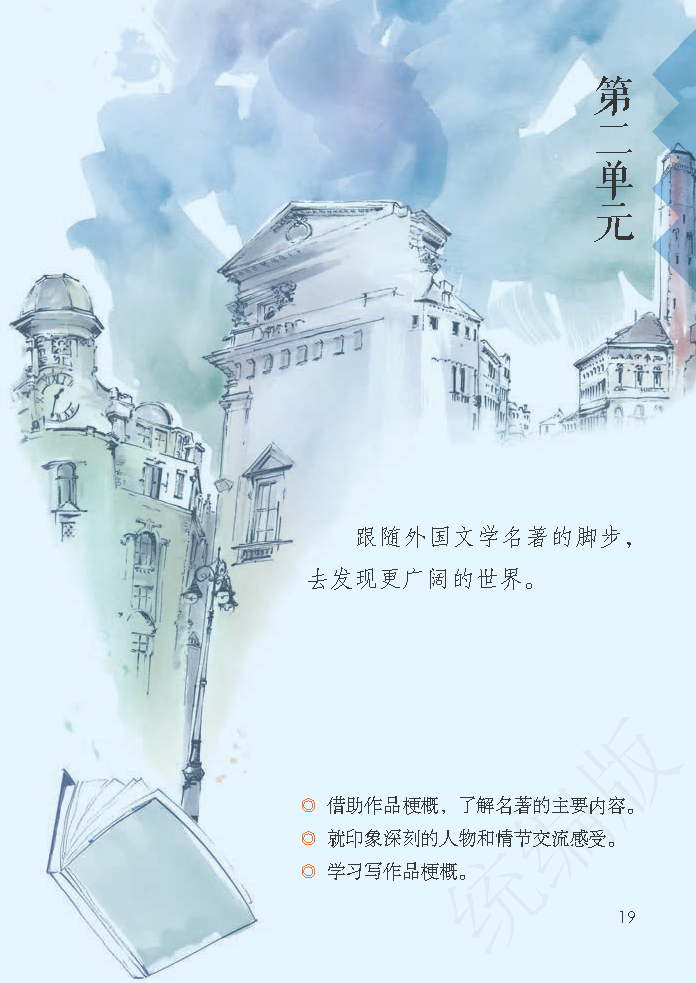 第二单元
跟随外国文学名著的脚步，
去发现更广阔的世界。
◎ 借助作品梗概，了解名著的主要内容。
◎ 就印象深刻的人物和情节交流感受。
◎ 学习写作品梗概。
统编版
19